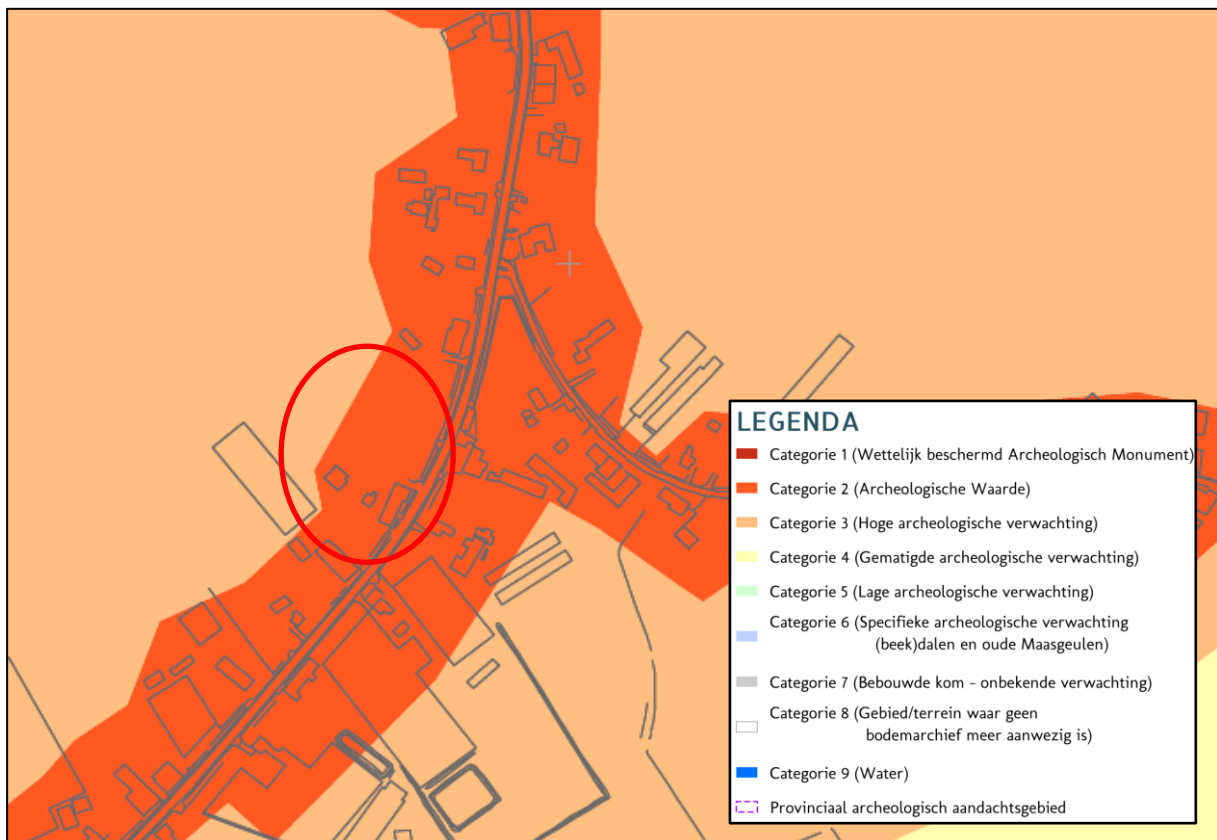 LEGENDA
Categorie 1 (Wettelijk beschermd Archeologisch Monument)
Categorie 2 (Archeologische Waarde)
Categorie 3 (Hoge archeologische verwachting)
Categorie 4 (Gematigde archeologische verwachting)
Categorie 5 (Lage archeologische verwachting)
Categorie 6 (Specifieke archeologische verwachting
(beek)dalen en oude Maasgeulen)
Categorie 7 (Bebouwde kom - onbekende verwachting)
Categorie 8 (Gebied/terrein waar geen
bodemarchief meer aanwezig is)
Categorie 9 (Water)
Provinciaal archeologisch aandachtsgebied